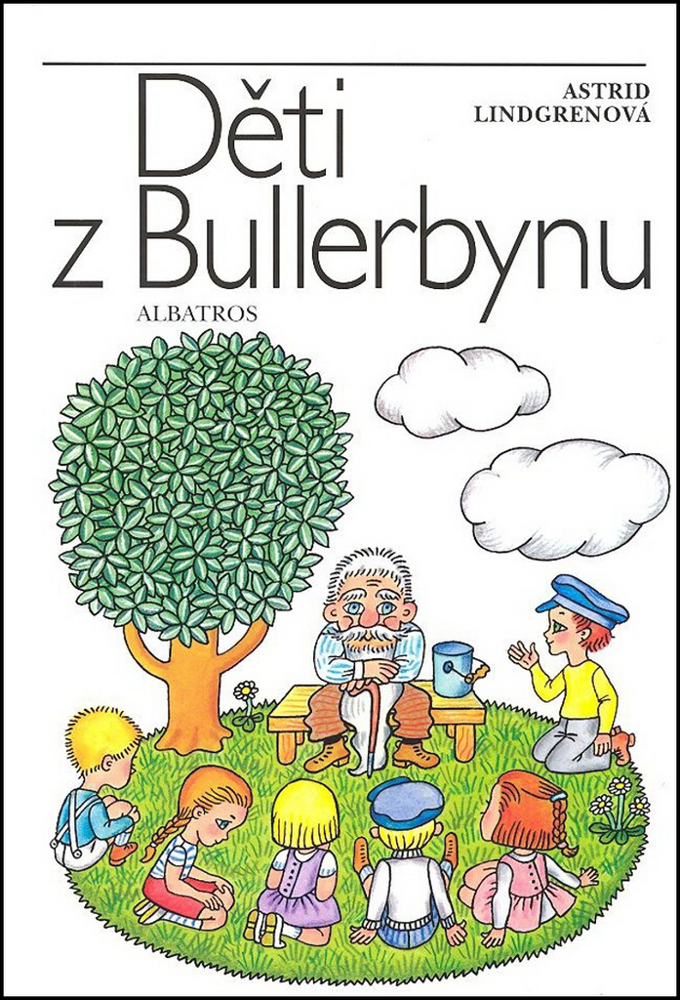 ASTRID
LINDGRENOVÁ
Děti
z Bullerbynu
ALBATROS